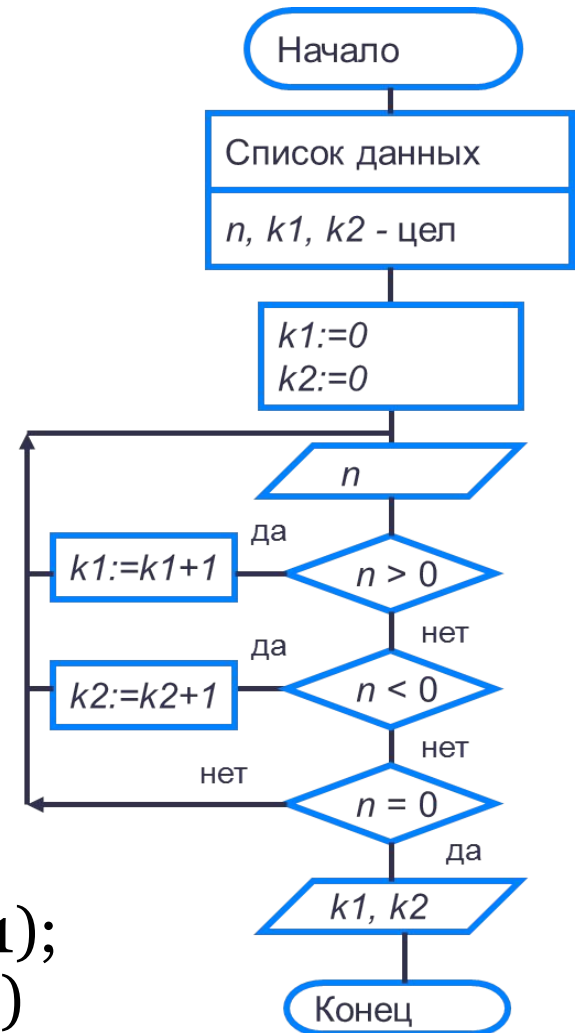 Начало
Список данных
n, k1, k2 - цел
k1:=0
k2:=0
n
да
k1:=k1+1
n > 0
нет
да
k2:=k2+1
n < 0
нет
нет
n = 0
да
k1, k2
1);
)
Конец